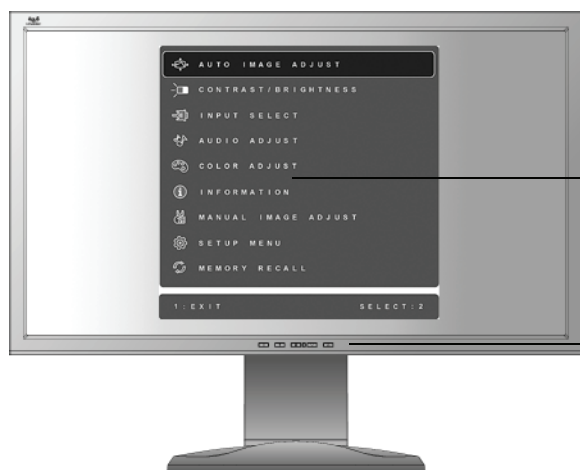 AUTO IMAGE ADJUST
CONTRAST/BRIGHTNESS
INPUT SELECT
AUDIO ADJUST
COLOR ADJUST
INFORMATION
MANUAL IMAGE ADJUST
SETUP MENU
MEMORY RECALL
1:EXIT SELECT:2